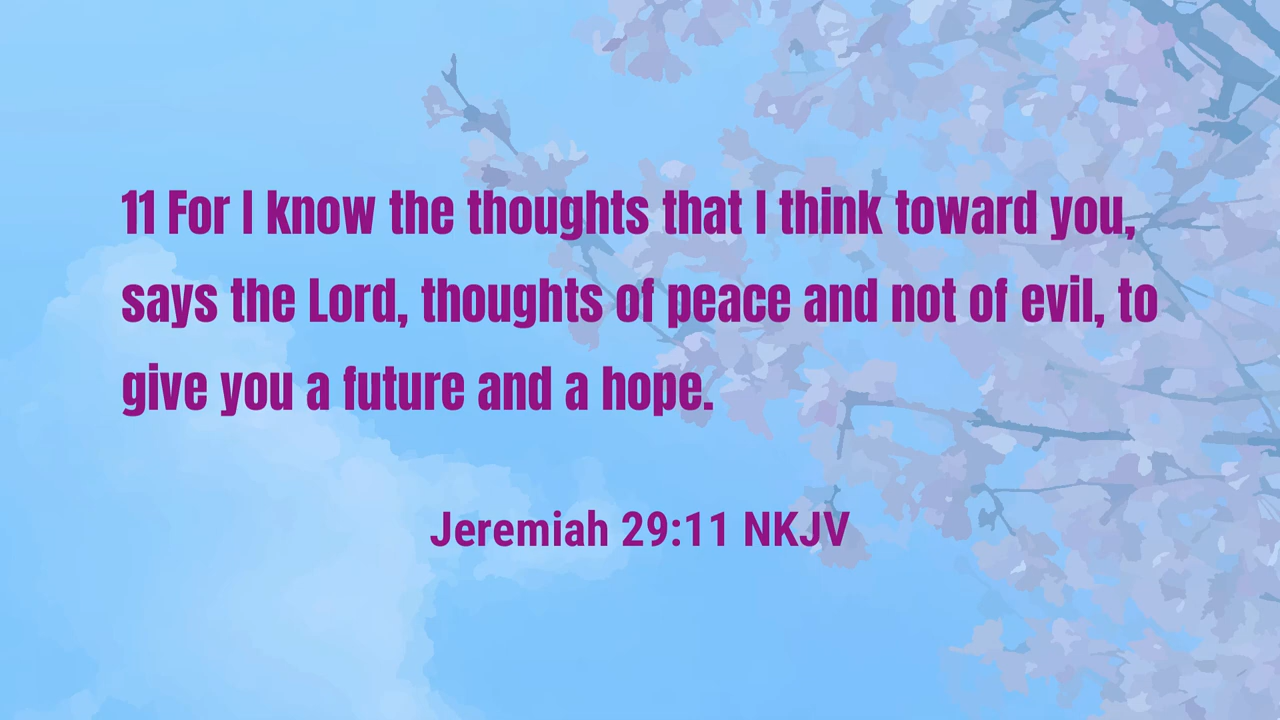 11 For I know the thoughts that I think toward you,
says the Lord, thoughts of peace and not of evil, to
give you a future and a hope.
Jeremiah 29:11 NKJV